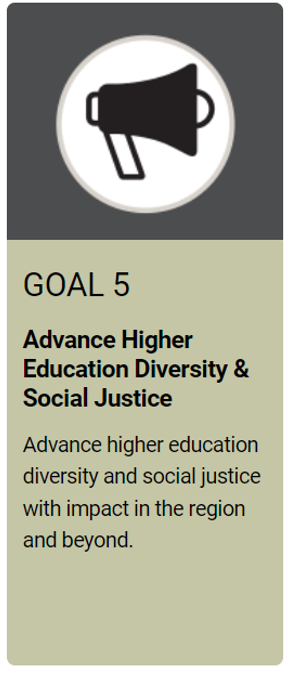 GOAL 5
Advance Higher
Education Diversity &
Social Justice
Advance higher education
diversity and social justice
with impact in the region
and beyond.